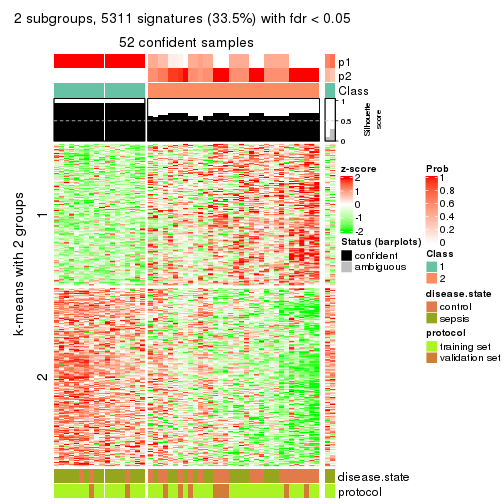 2 subgroups, 5311 signatures (33.5%) with fdr < 0.05
52 confident samples
p1
p2
Class
1
0.5
0
Silhouette
score
k-means with 2 groups
1
2
z-score
2
1
0
-1
-2
Status (barplots)
confident
ambiguous
Prob
1
0.8
0.6
0.4
0.2
0
Class
1
2
disease.state
control
sepsis
protocol
training set
validation set
disease.state
protocol